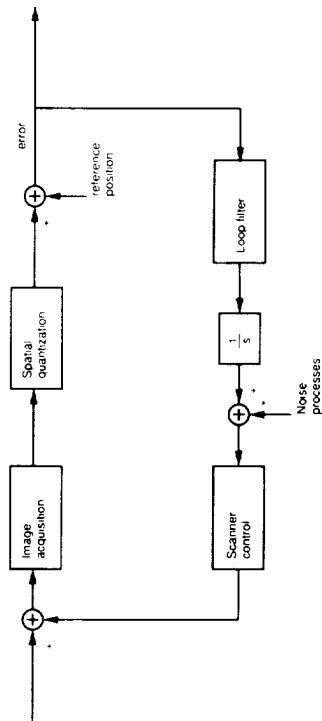 +
+
Image
acquisition
Spatial
quantization
+
+
error
reference
position
Loop filter
1
s
+
+
+
Noise
processes
Scanner
control